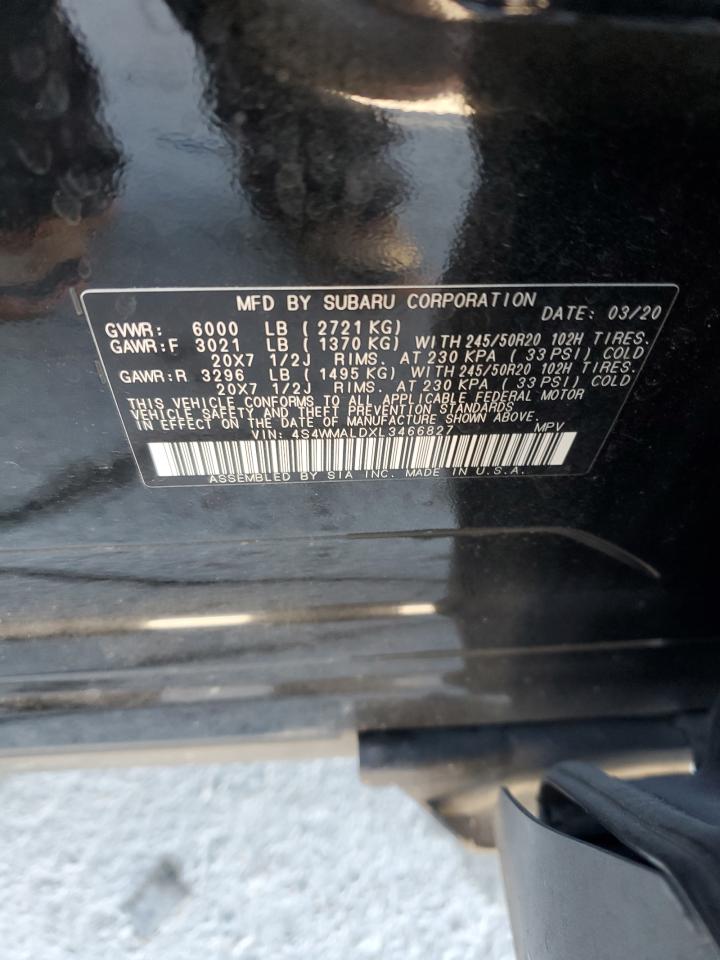 MFD BY SUBARU CORPORATION
DATE: 03/20
GVWR: 6000 LB ( 2721 KG)
GAWR:F 3021 LB ( 1370 KG) WITH 245/50R20 102H TIRES.
20X7 1/2J RIMS. AT 230 KPA ( 33 PSI) COLD
GAWR:R 3296 LB ( 1495 KG) WITH 245/50R20 102H TIRES.
20X7 1/2J RIMS. AT 230 KPA ( 33 PSI) COLD
THIS VEHICLE CONFORMS TO ALL APPLICABLE FEDERAL MOTOR
VEHICLE SAFETY AND THEFT PREVENTION STANDARDS
IN EFFECT ON THE DATE OF MANUFACTURE SHOWN ABOVE.
VIN: 4S4WMALDXL3466827 MPV
ASSEMBLED BY SIA INC. MADE IN U.S.A.